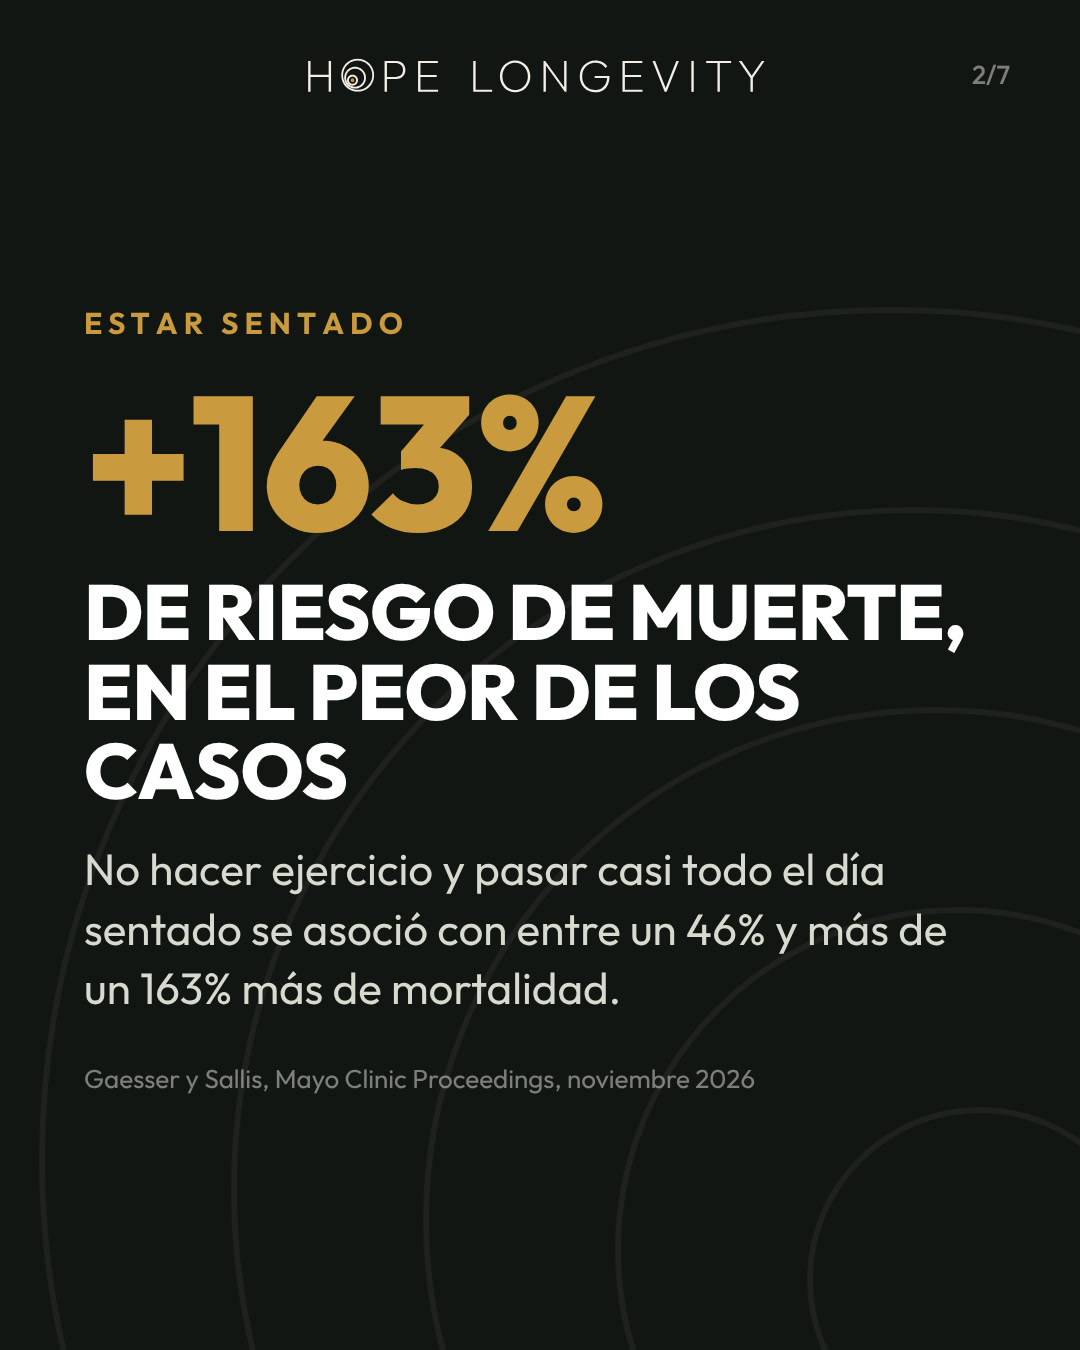 HOPE LONGEVITY
2/7
ESTAR SENTADO
+163%
DE RIESGO DE MUERTE,
EN EL PEOR DE LOS
CASOS
No hacer ejercicio y pasar casi todo el día
sentado se asoció con entre un 46% y más de
un 163% más de mortalidad.
Gaesser y Sallis, Mayo Clinic Proceedings, noviembre 2026